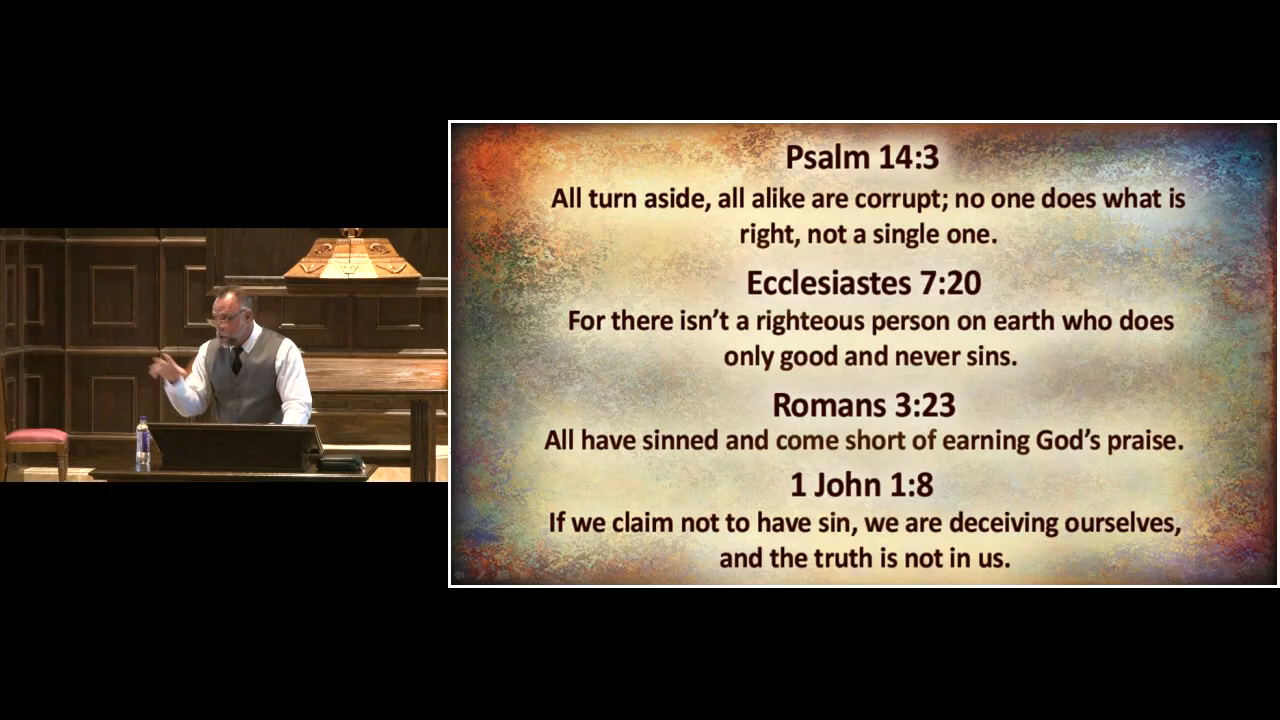 Psalm 14:3
All turn aside, all alike are corrupt; no one does what is
right, not a single one.
Ecclesiastes 7:20
For there isn’t a righteous person on earth who does
only good and never sins.
Romans 3:23
All have sinned and come short of earning God’s praise.
1 John 1:8
If we claim not to have sin, we are deceiving ourselves,
and the truth is not in us.